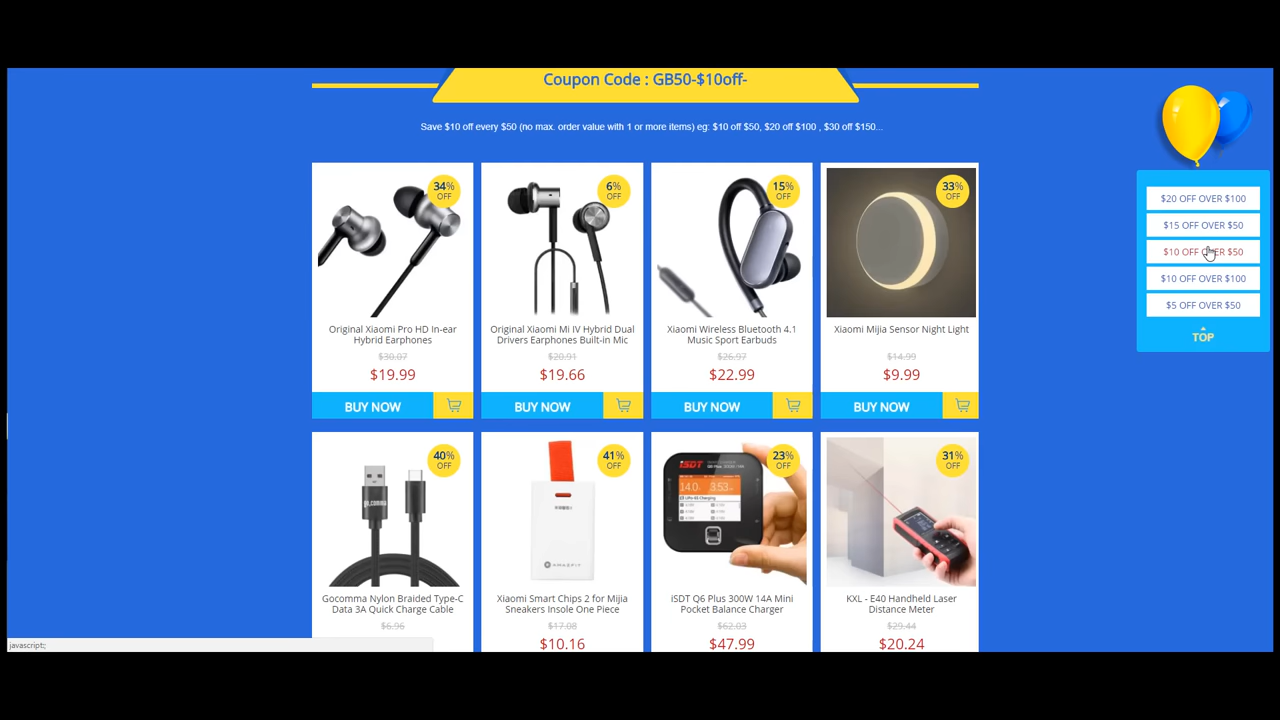 Coupon Code : GB50-$10off-
Save $10 off every $50 (no max. order value with 1 or more items) eg: $10 off $50, $20 off $100 , $30 off $150...
$20 OFF OVER $100
$15 OFF OVER $50
$10 OFF OVER $50
$10 OFF OVER $100
$5 OFF OVER $50
TOP
34%
OFF
Original Xiaomi Pro HD In-ear
Hybrid Earphones
$30.07
$19.99
BUY NOW
6%
OFF
Original Xiaomi Mi IV Hybrid Dual
Drivers Earphones Built-in Mic
$20.91
$19.66
BUY NOW
15%
OFF
Xiaomi Wireless Bluetooth 4.1
Music Sport Earbuds
$26.97
$22.99
BUY NOW
33%
OFF
Xiaomi Mijia Sensor Night Light
$14.99
$9.99
BUY NOW
40%
OFF
Gocomma Nylon Braided Type-C
Data 3A Quick Charge Cable
$6.96
41%
OFF
AMAZFIT
Xiaomi Smart Chips 2 for Mijia
Sneakers Insole One Piece
$17.08
$10.16
23%
OFF
iSDT
14.0
3.53
iSDT Q6 Plus 300W 14A Mini
Pocket Balance Charger
$62.03
$47.99
31%
OFF
KXL - E40 Handheld Laser
Distance Meter
$29.44
$20.24
javascript:;